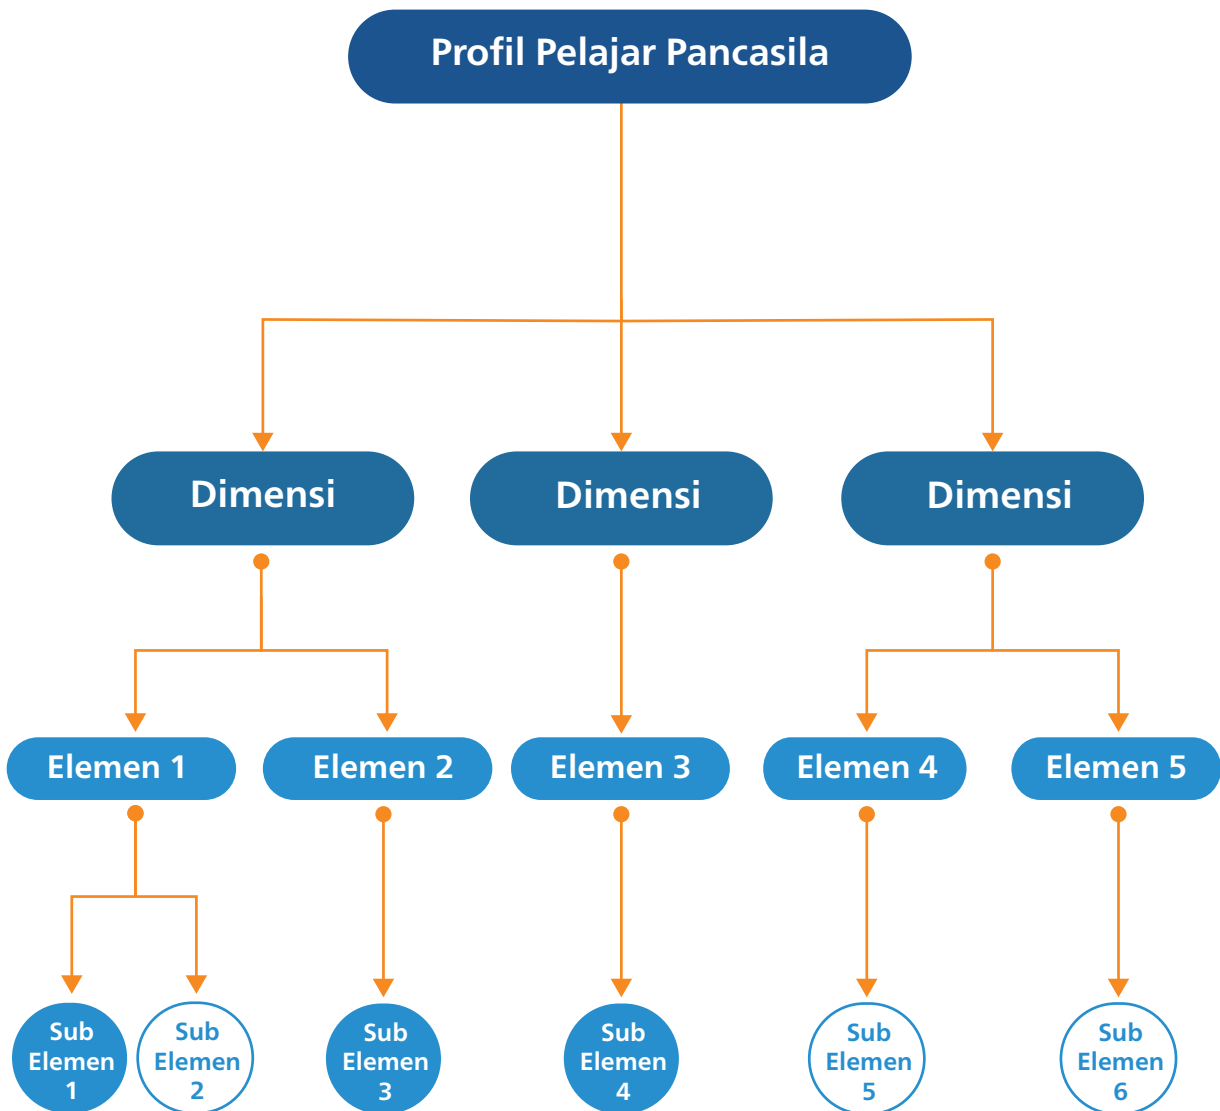 Profil Pelajar Pancasila
Dimensi
Dimensi
Dimensi
Elemen 1
Elemen 2
Elemen 3
Elemen 4
Elemen 5
Sub
Elemen
1
Sub
Elemen
2
Sub
Elemen
3
Sub
Elemen
4
Sub
Elemen
5
Sub
Elemen
6